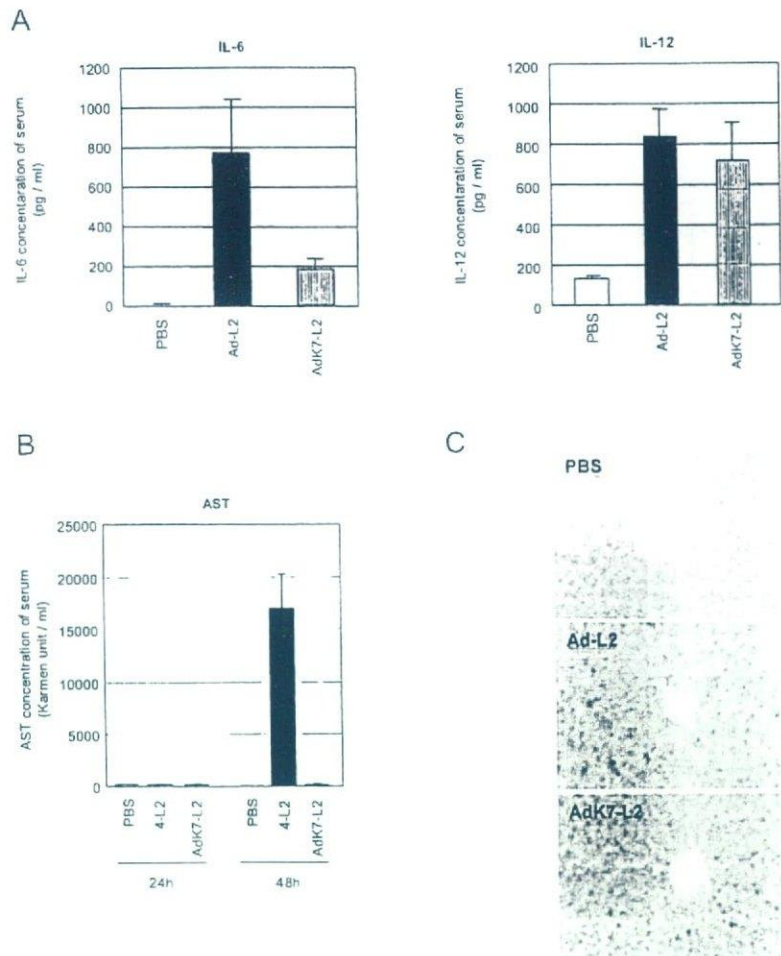 A
IL-6
IL-6 concentaration of serum
(pg / ml)
1200
1000
800
600
400
200
0
PBS
Ad-L2
AdK7-L2
IL-12
IL-12 concentaration of serum
(pg / ml)
1200
1000
800
600
400
200
0
PBS
Ad-L2
AdK7-L2
B
AST
AST concentration of serum
(Karmen unit / ml)
25000
20000
15000
10000
5000
0
PBS
4-L2
AdK7-L2
PBS
4-L2
AdK7-L2
24h
48h
C
PBS
Ad-L2
AdK7-L2